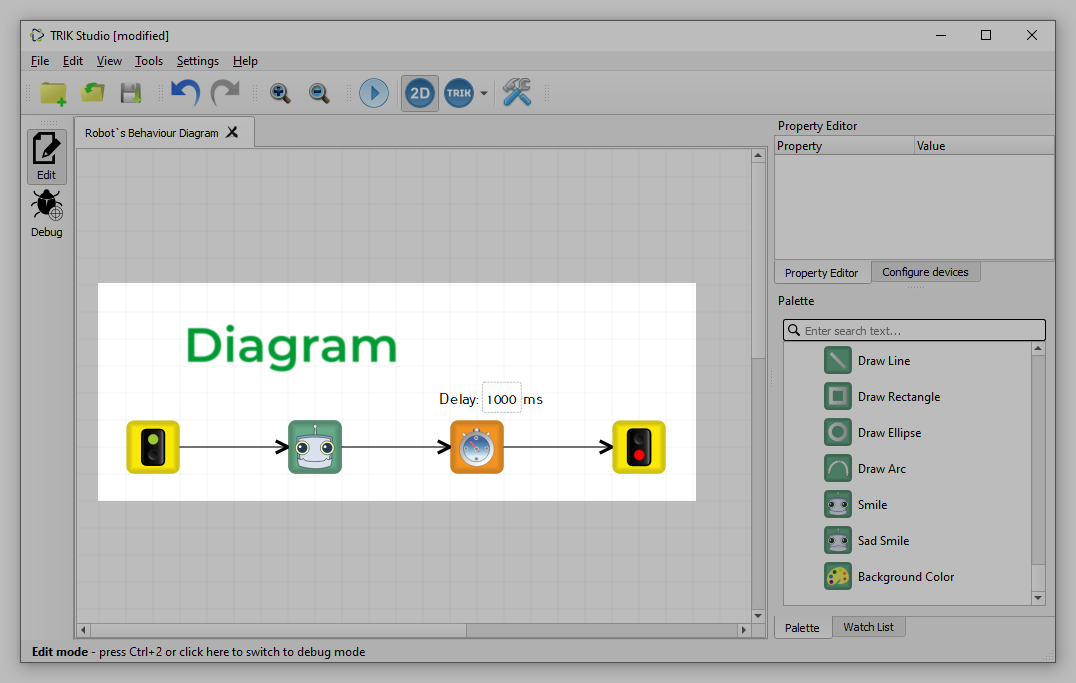 TRIK Studio [modified]
File Edit View Tools Settings Help
2D TRIK
Robot`s Behaviour Diagram
Edit
Debug
Diagram
Delay: 1000 ms
Property Editor
Property Value
Property Editor Configure devices
Palette
Enter search text...
Draw Line
Draw Rectangle
Draw Ellipse
Draw Arc
Smile
Sad Smile
Background Color
Palette Watch List
Edit mode - press Ctrl+2 or click here to switch to debug mode